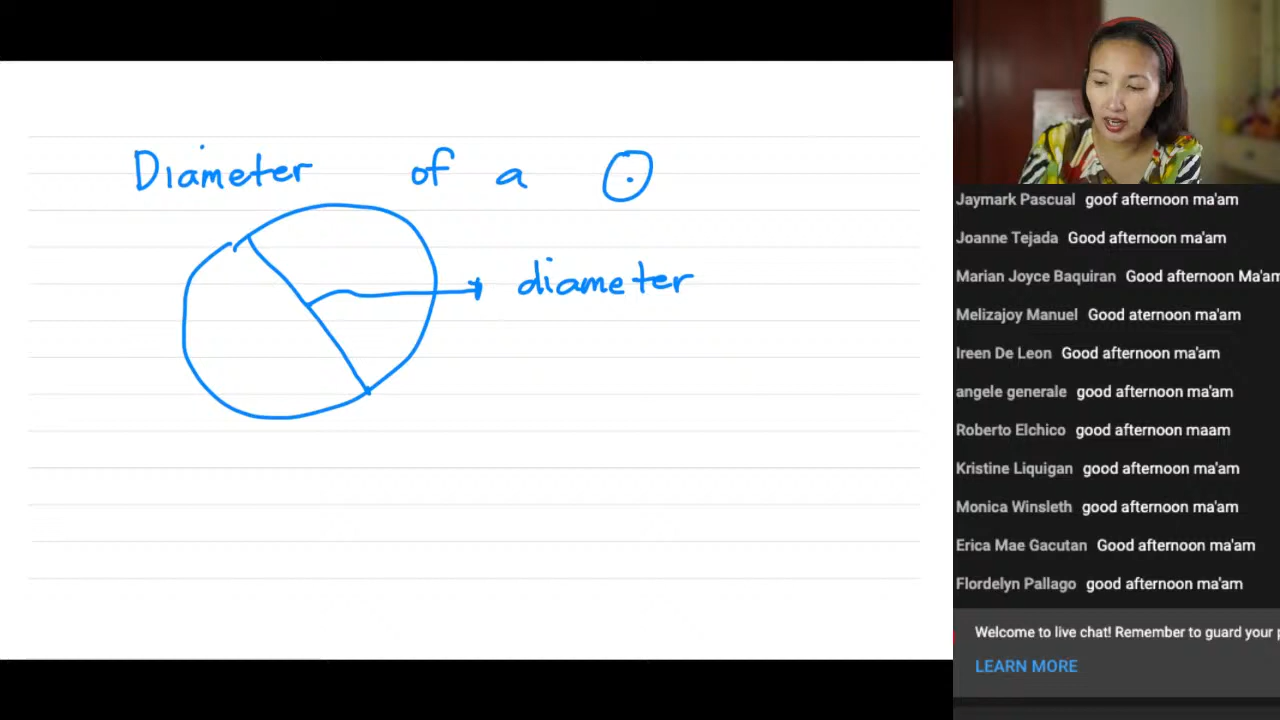 Diameter of a ⊙
diameter
Jaymark Pascual goof afternoon ma'am
Joanne Tejada Good afternoon ma'am
Marian Joyce Baquiran Good afternoon Ma'am
Melizajoy Manuel Good aternoon ma'am
Ireen De Leon Good afternoon ma'am
angele generale good afternoon ma'am
Roberto Elchico good afternoon maam
Kristine Liquigan good afternoon ma'am
Monica Winsleth good afternoon ma'am
Erica Mae Gacutan Good afternoon ma'am
Flordelyn Pallago good afternoon ma'am
Welcome to live chat! Remember to guard your p
LEARN MORE